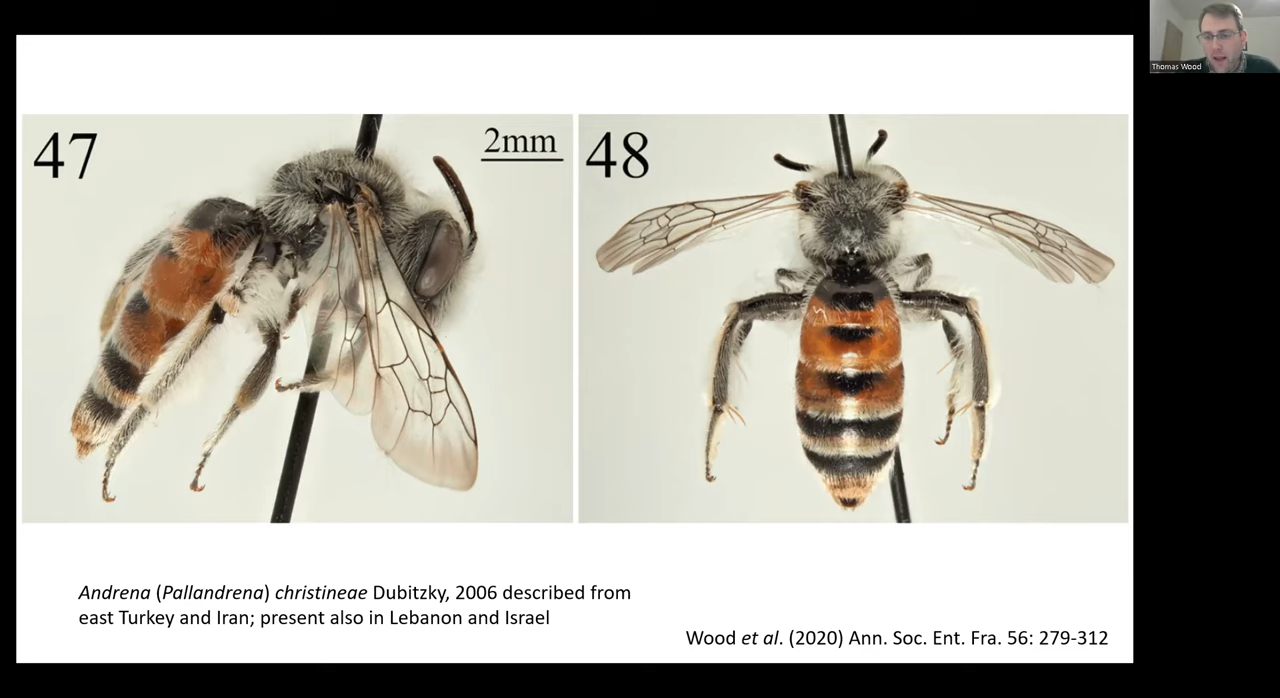 Thomas Wood
47
2mm
48
Andrena (Pallandrena) christineae Dubitzky, 2006 described from
east Turkey and Iran; present also in Lebanon and Israel
Wood et al. (2020) Ann. Soc. Ent. Fra. 56: 279-312